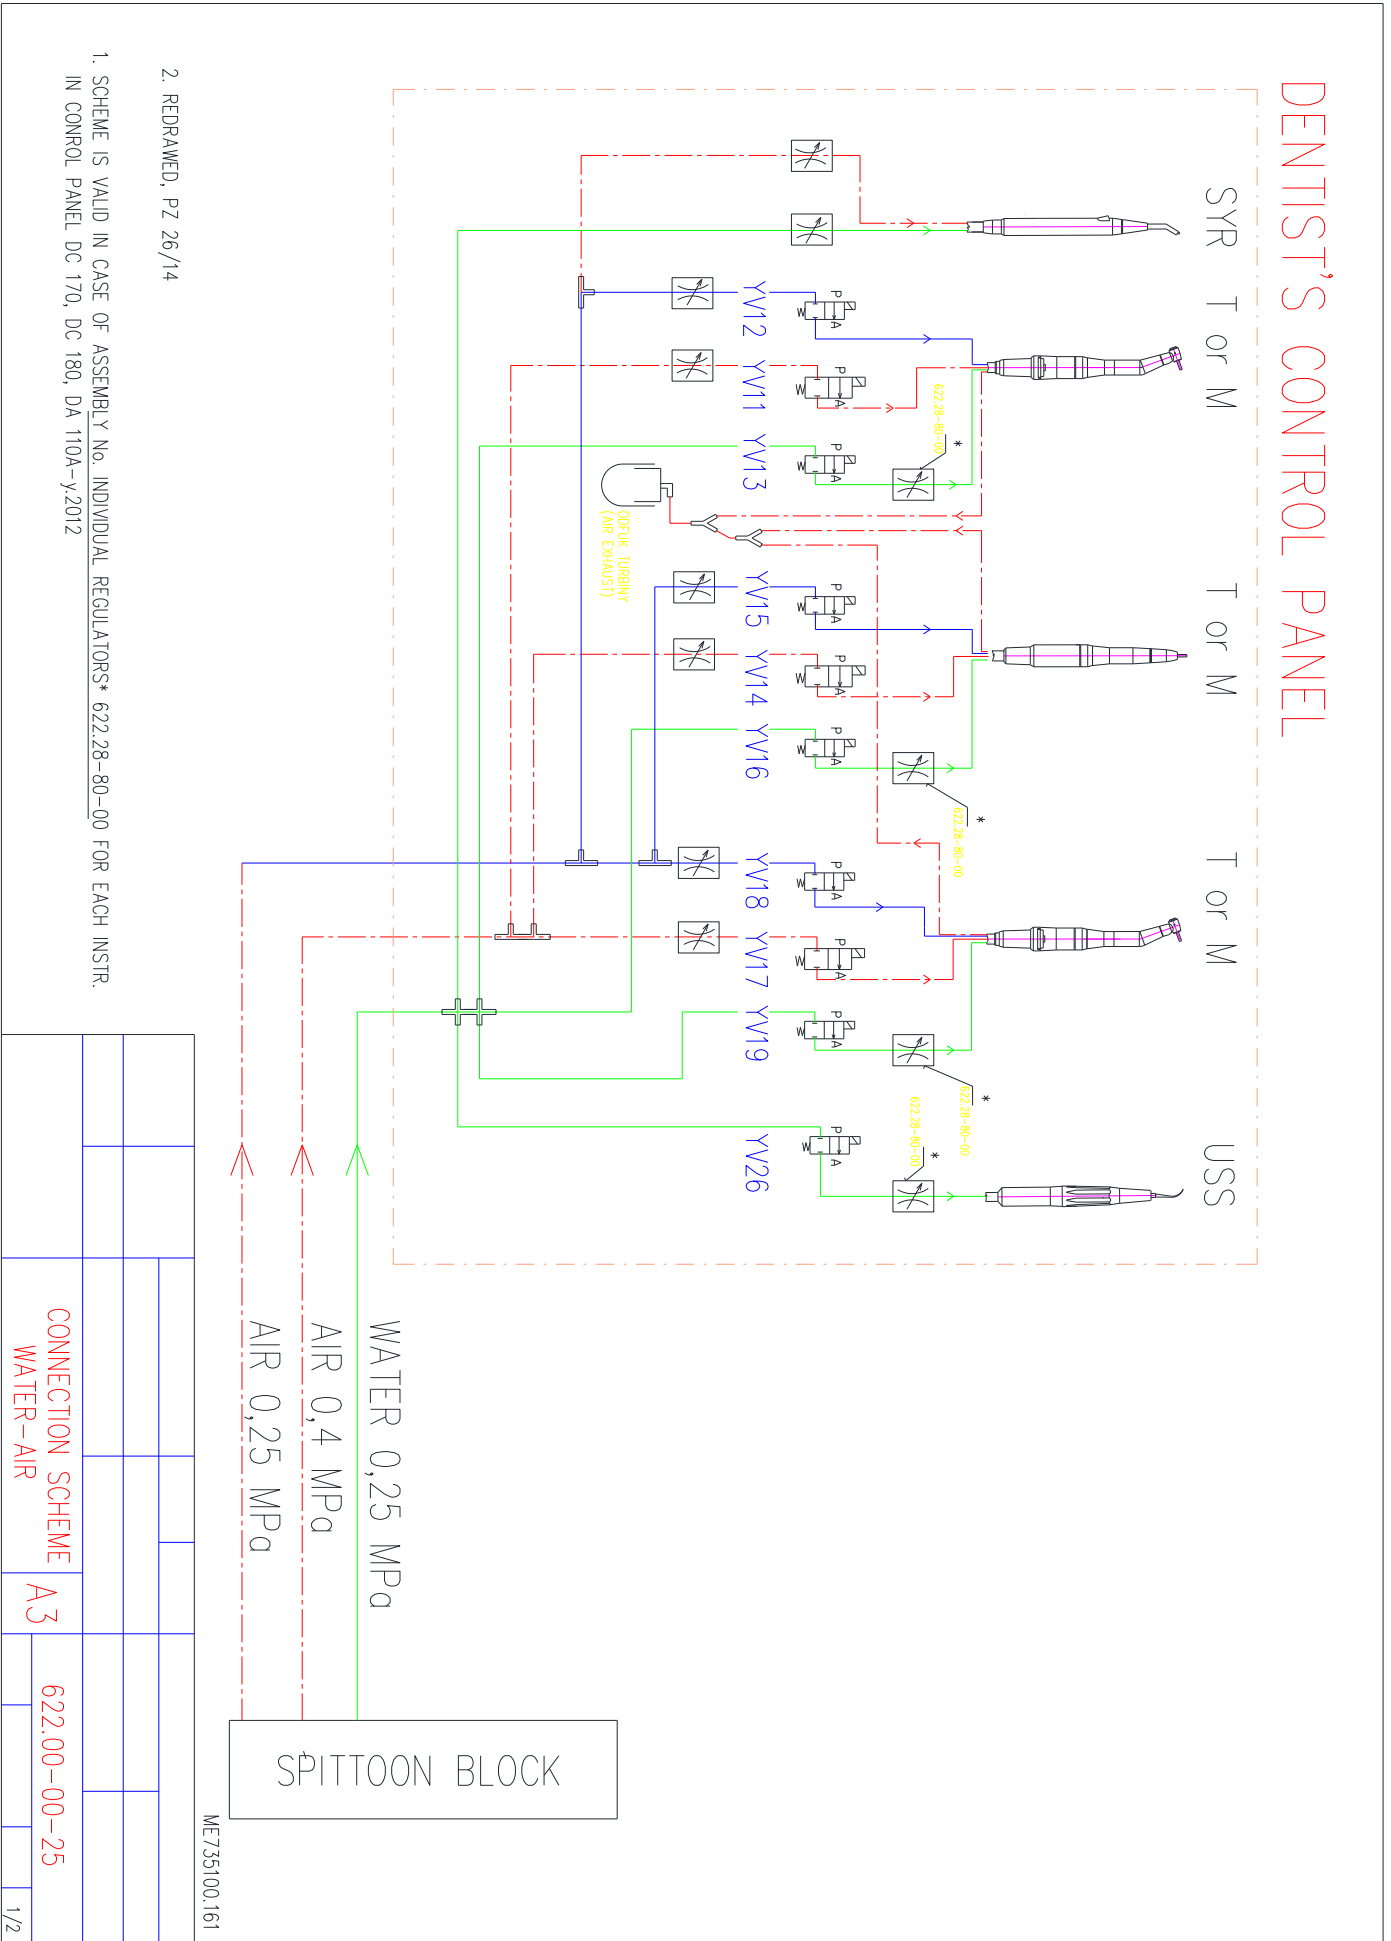 DENTIST'S CONTROL PANEL
SYR
T or M
T or M
T or M
USS
622.28-80-00
*
*
622.28-80-00
*
622.28-80-00
*
622.28-80-00
P
A
W
P
A
W
P
A
W
P
A
W
P
A
W
P
A
W
P
A
W
P
A
W
P
A
W
P
A
W
YV12
YV11
YV13
YV15
YV14
YV16
YV18
YV17
YV19
YV26
ODFUK TURBINY
(AIR EXHAUST)
WATER 0,25 MPa
AIR 0,4 MPa
AIR 0,25 MPa
SPITTOON BLOCK
2. REDRAWED, PZ 26/14
1. SCHEME IS VALID IN CASE OF ASSEMBLY No. INDIVIDUAL REGULATORS* 622.28-80-00 FOR EACH INSTR.
IN CONROL PANEL DC 170, DC 180, DA 110A-y.2012
ME735100.161
CONNECTION SCHEME
WATER-AIR
A3
622.00-00-25
1/2